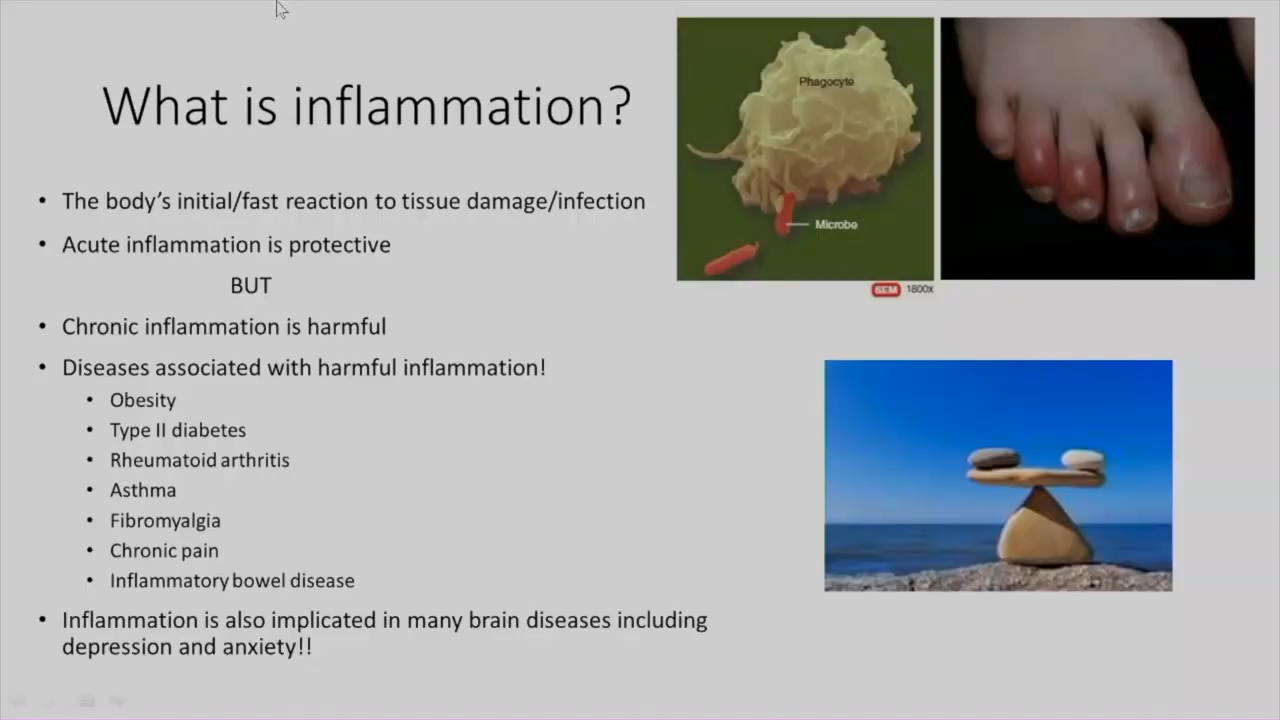 What is inflammation?
• The body's initial/fast reaction to tissue damage/infection
• Acute inflammation is protective
BUT
• Chronic inflammation is harmful
• Diseases associated with harmful inflammation!
• Obesity
• Type II diabetes
• Rheumatoid arthritis
• Asthma
• Fibromyalgia
• Chronic pain
• Inflammatory bowel disease
• Inflammation is also implicated in many brain diseases including
depression and anxiety!!
Phagocyte
Microbe
SEM 1800x